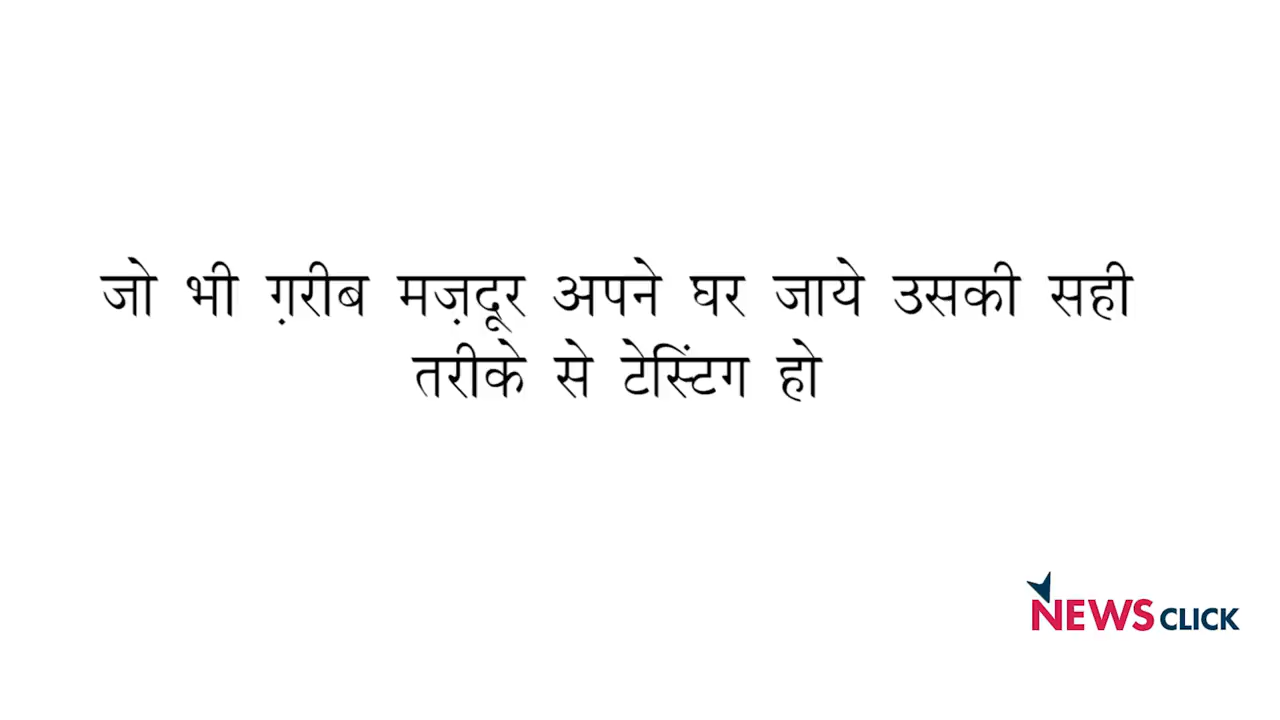 जो भी ग़रीब मज़दूर अपने घर जाये उसकी सही
तरीके से टेस्टिंग हो
NEWSCLICK